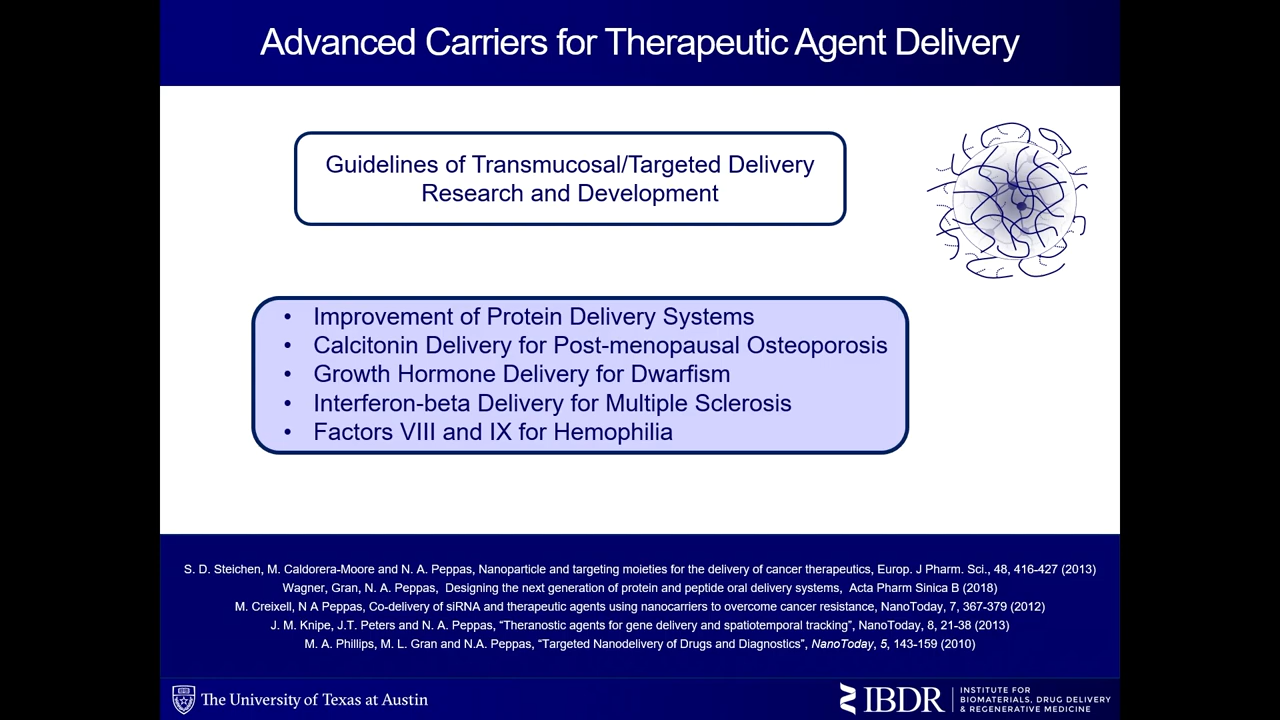 Advanced Carriers for Therapeutic Agent Delivery
Guidelines of Transmucosal/Targeted Delivery
Research and Development
• Improvement of Protein Delivery Systems
• Calcitonin Delivery for Post-menopausal Osteoporosis
• Growth Hormone Delivery for Dwarfism
• Interferon-beta Delivery for Multiple Sclerosis
• Factors VIII and IX for Hemophilia
S. D. Steichen, M. Caldorera-Moore and N. A. Peppas, Nanoparticle and targeting moieties for the delivery of cancer therapeutics, Europ. J Pharm. Sci., 48, 416-427 (2013)
Wagner, Gran, N. A. Peppas, Designing the next generation of protein and peptide oral delivery systems, Acta Pharm Sinica B (2018)
M. Creixell, N A Peppas, Co-delivery of siRNA and therapeutic agents using nanocarriers to overcome cancer resistance, NanoToday, 7, 367-379 (2012)
J. M. Knipe, J.T. Peters and N. A. Peppas, “Theranostic agents for gene delivery and spatiotemporal tracking”, NanoToday, 8, 21-38 (2013)
M. A. Phillips, M. L. Gran and N.A. Peppas, “Targeted Nanodelivery of Drugs and Diagnostics”, NanoToday, 5, 143-159 (2010)
The University of Texas at Austin
IBDR
INSTITUTE FOR
BIOMATERIALS, DRUG DELIVERY
& REGENERATIVE MEDICINE